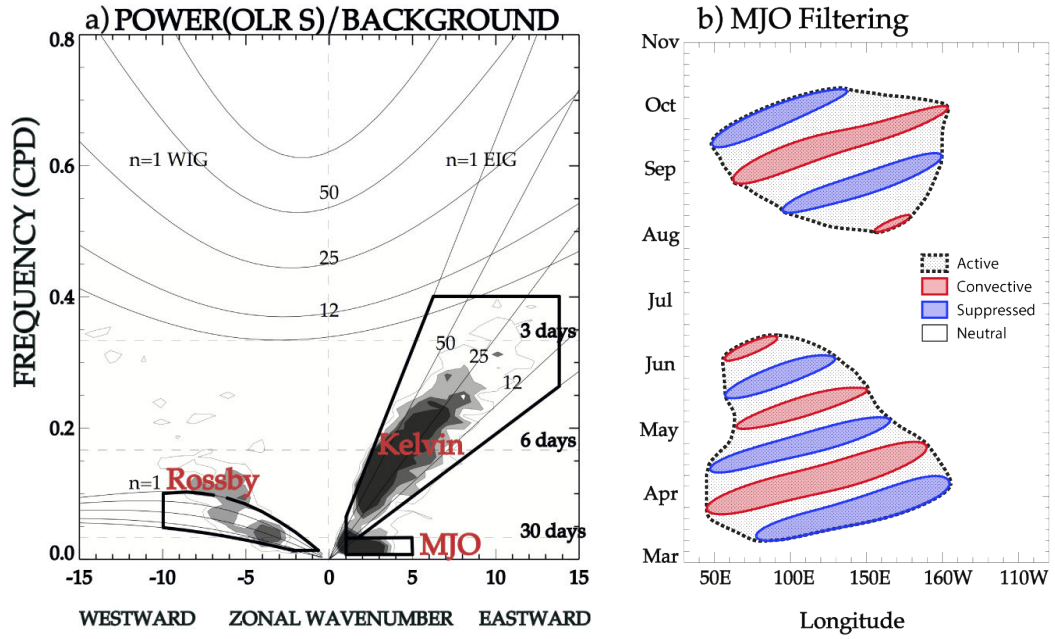 a) POWER(OLR S)/BACKGROUND
0.8
0.6
0.4
0.2
0.0
FREQUENCY (CPD)
n=1 WIG
n=1 EIG
50
25
12
3 days
50
25
12
6 days
Kelvin
n=1
Rossby
30 days
MJO
-15
-10
-5
0
5
10
15
WESTWARD
ZONAL WAVENUMBER
EASTWARD
b) MJO Filtering
Nov
Oct
Sep
Aug
Jul
Jun
May
Apr
Mar
Active
Convective
Suppressed
Neutral
50E
100E
150E
160W
110W
Longitude